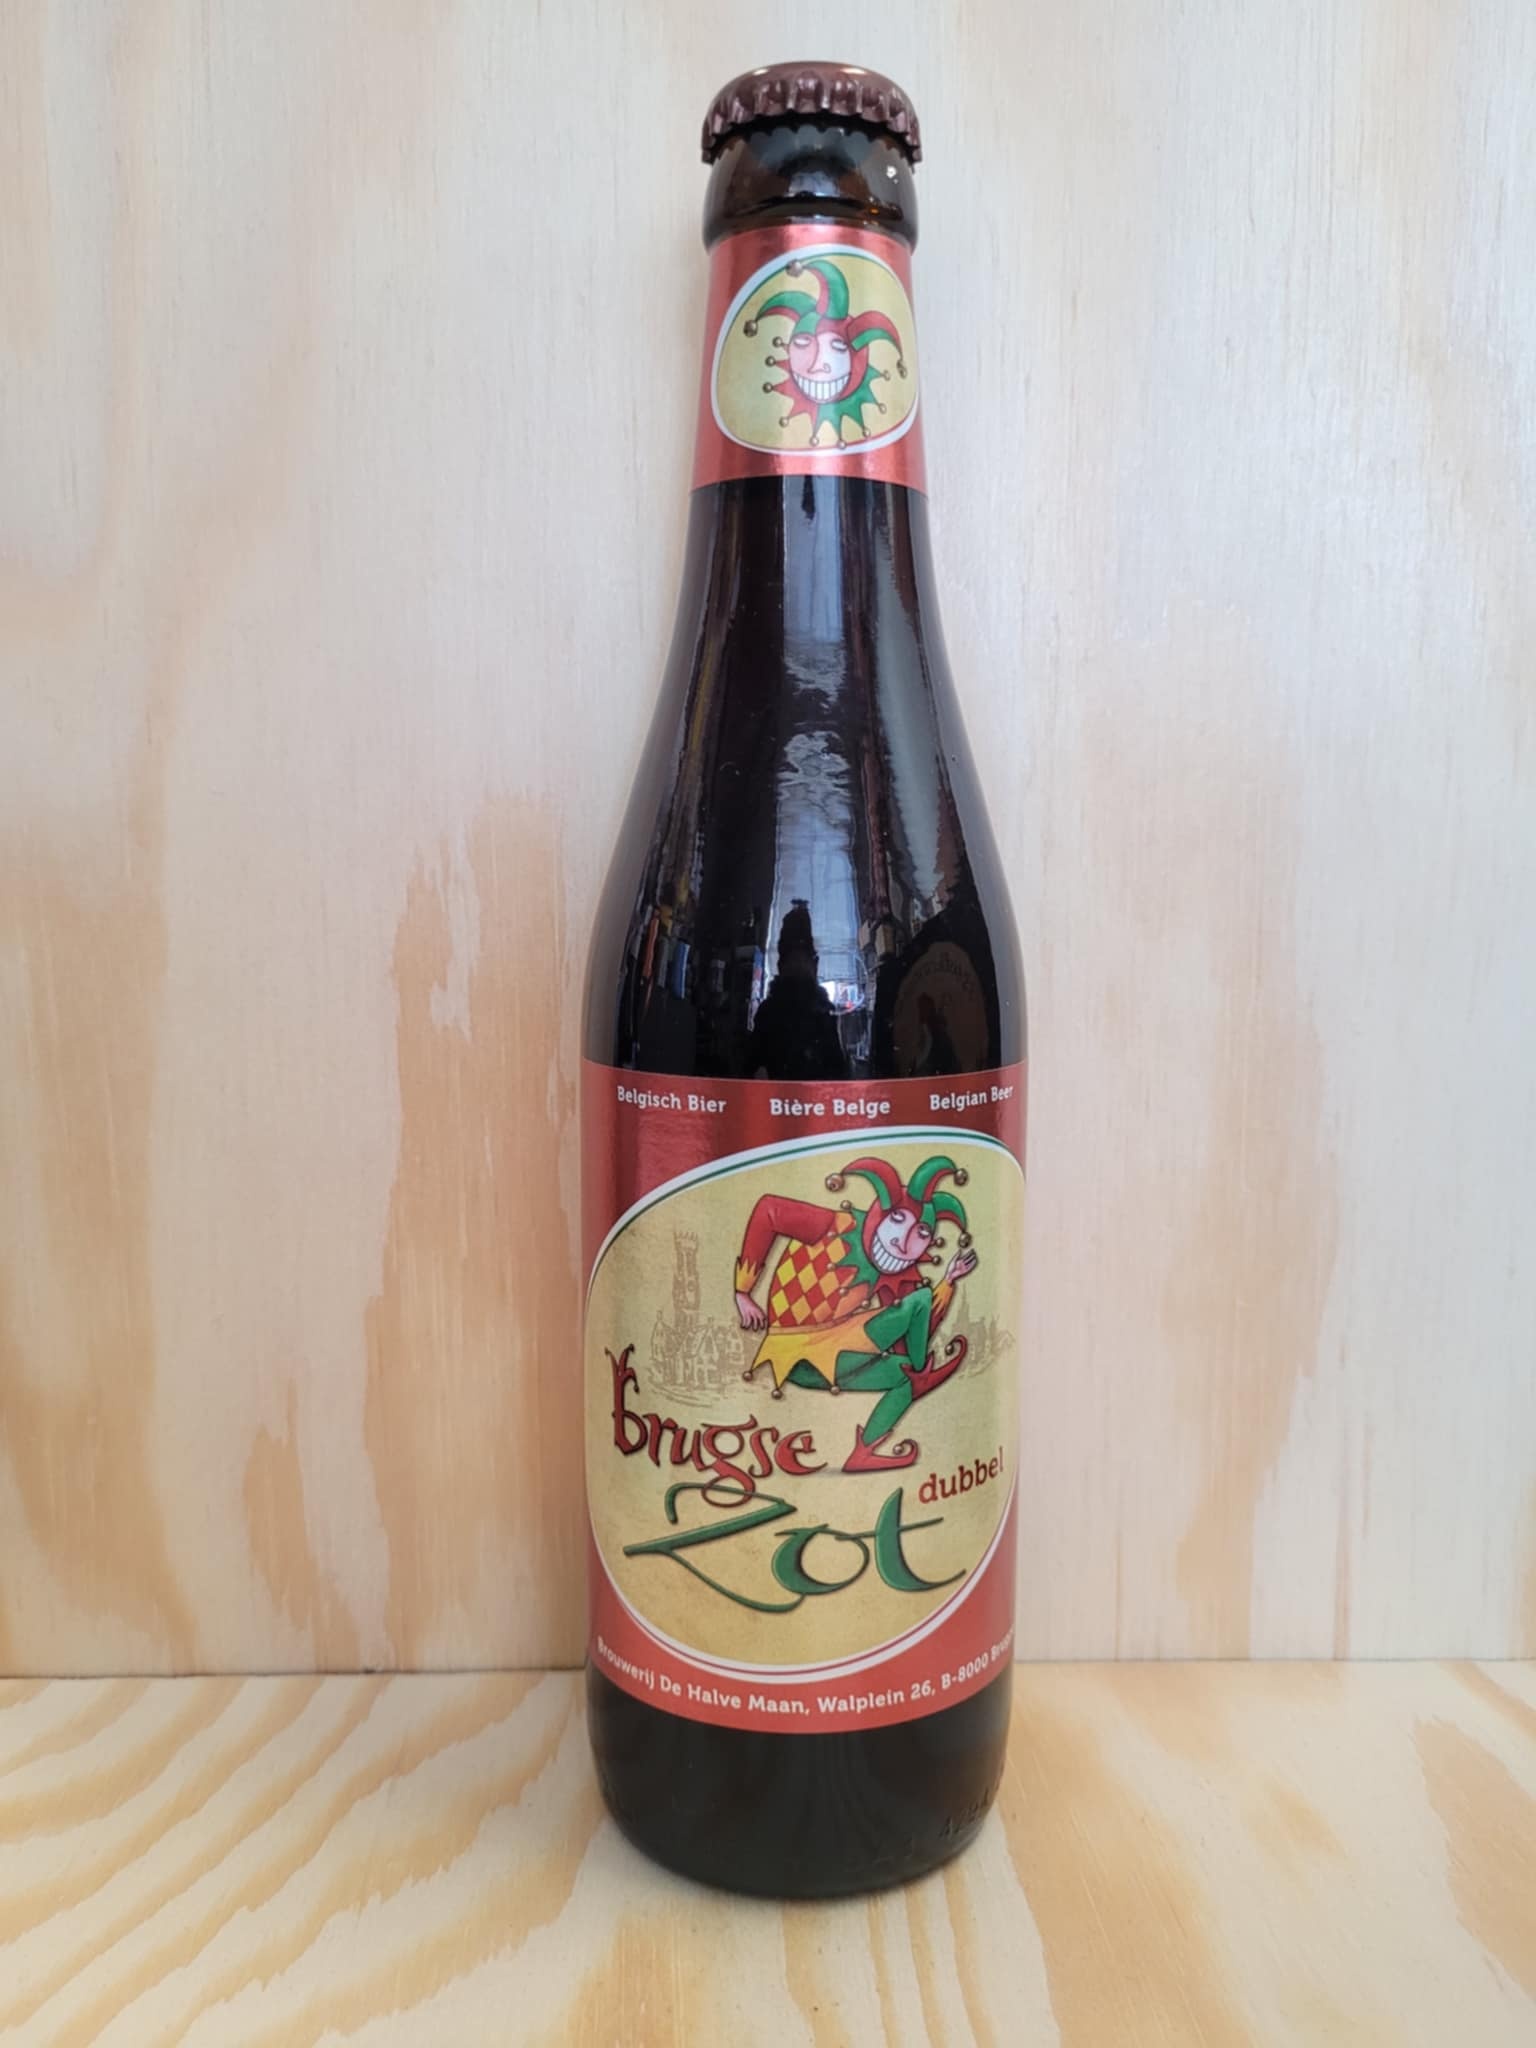 Belgisch Bier Bière Belge Belgian Beer
Brugse
Zot
dubbel
Brouwerij De Halve Maan, Walplein 26, B-8000